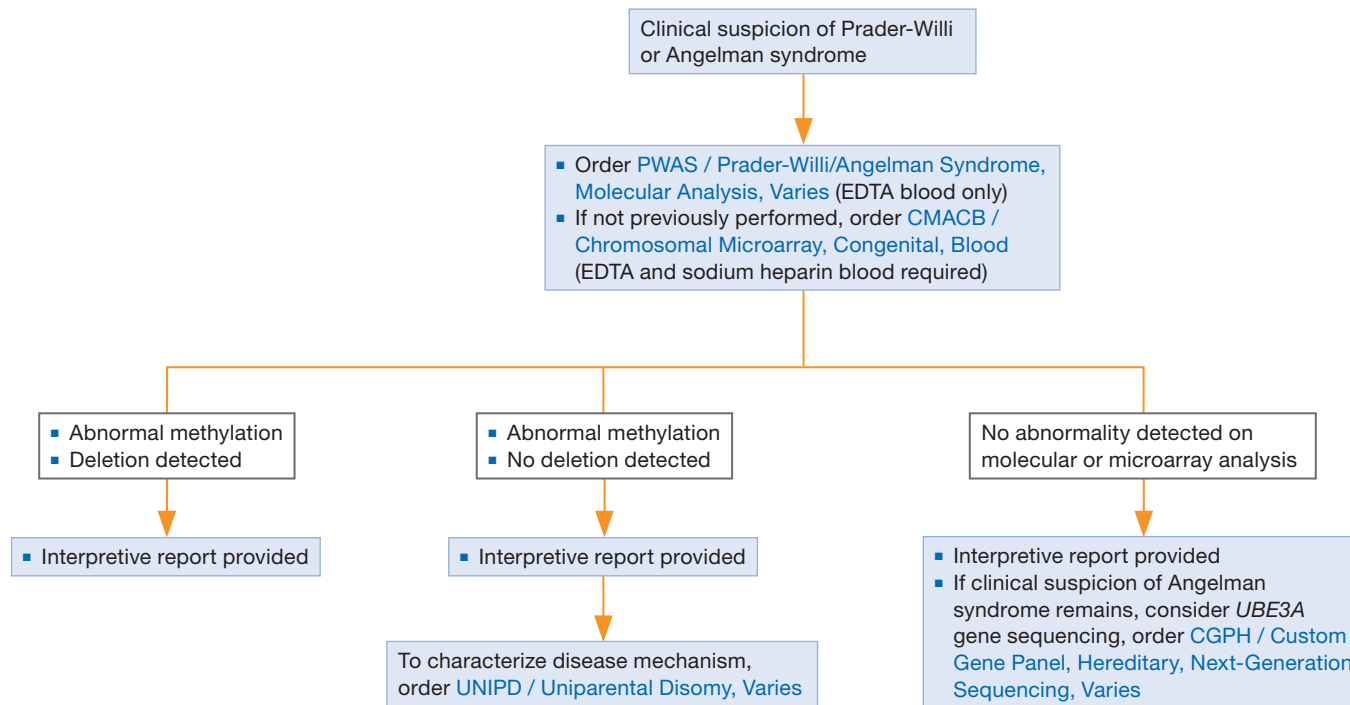 Clinical suspicion of Prader-Willi
or Angelman syndrome
▪ Order PWAS / Prader-Willi/Angelman Syndrome,
Molecular Analysis, Varies (EDTA blood only)
▪ If not previously performed, order CMACB /
Chromosomal Microarray, Congenital, Blood
(EDTA and sodium heparin blood required)
▪ Abnormal methylation
▪ Deletion detected
▪ Interpretive report provided
▪ Abnormal methylation
▪ No deletion detected
▪ Interpretive report provided
To characterize disease mechanism,
order UNIPD / Uniparental Disomy, Varies
No abnormality detected on
molecular or microarray analysis
▪ Interpretive report provided
▪ If clinical suspicion of Angelman
syndrome remains, consider UBE3A
gene sequencing, order CGPH / Custom
Gene Panel, Hereditary, Next-Generation
Sequencing, Varies